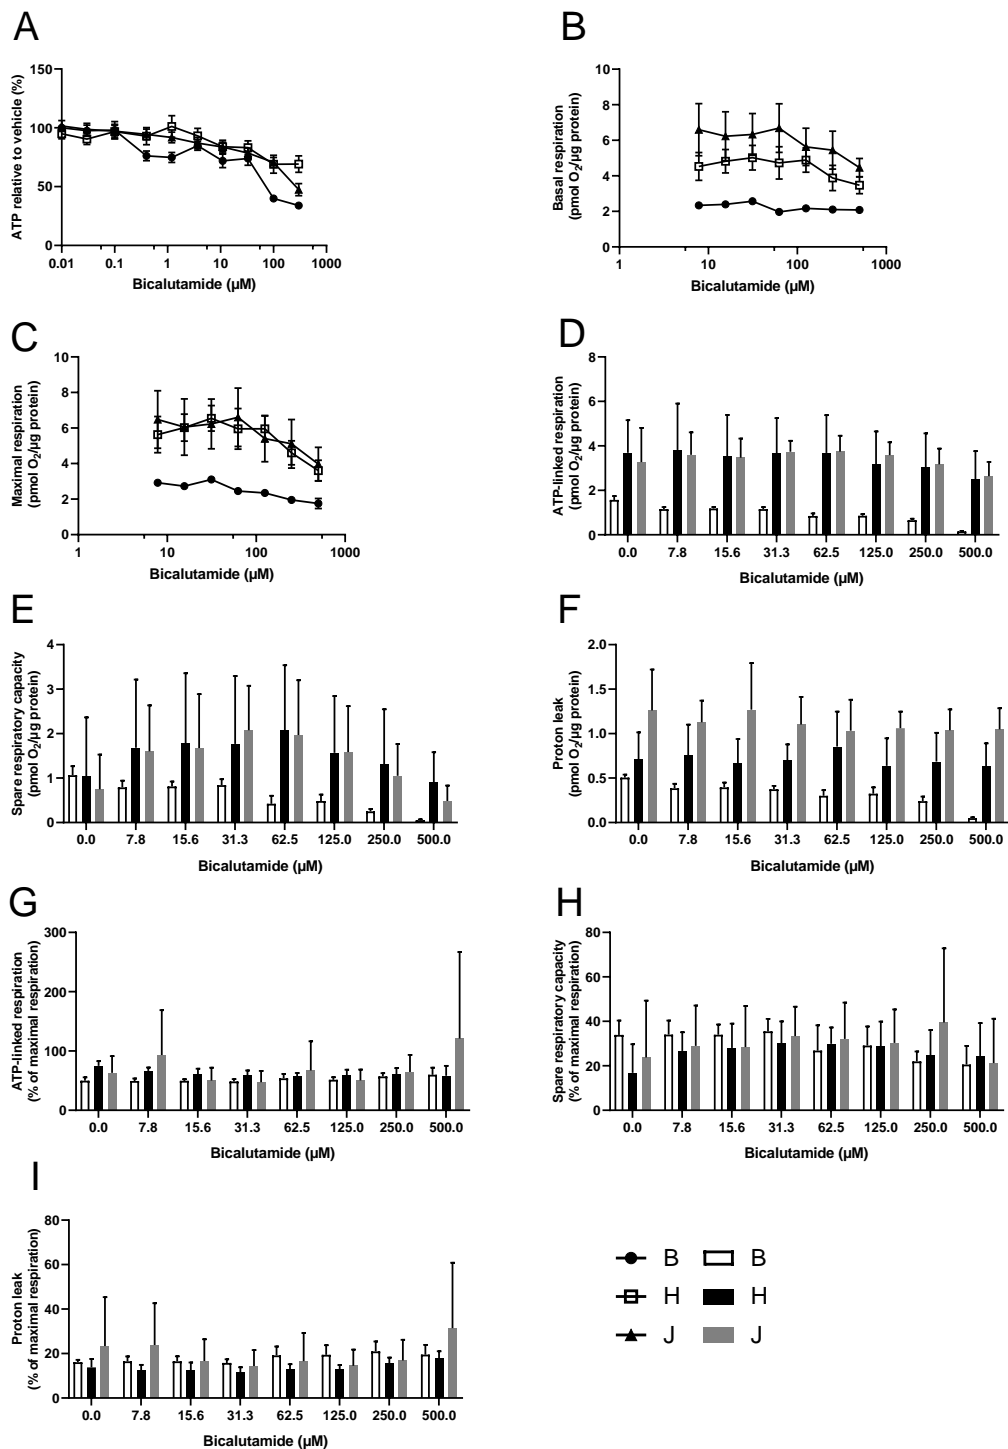 A
ATP relative to vehicle (%)
150
100
50
0
0.01 0.1 1 10 100 1000
Bicalutamide (µM)
B
Basal respiration
(pmol O₂/µg protein)
10
8
6
4
2
0
1 10 100 1000
Bicalutamide (µM)
C
Maximal respiration
(pmol O₂/µg protein)
10
8
6
4
2
0
1 10 100 1000
Bicalutamide (µM)
D
ATP-linked respiration
(pmol O₂/µg protein)
8
6
4
2
0
0.0 7.8 15.6 31.3 62.5 125.0 250.0 500.0
Bicalutamide (µM)
E
Spare respiratory capacity
(pmol O₂/µg protein)
4
3
2
1
0
0.0 7.8 15.6 31.3 62.5 125.0 250.0 500.0
Bicalutamide (µM)
F
Proton leak
(pmol O₂/µg protein)
2.0
1.5
1.0
0.5
0.0
0.0 7.8 15.6 31.3 62.5 125.0 250.0 500.0
Bicalutamide (µM)
G
ATP-linked respiration
(% of maximal respiration)
300
200
100
0
0.0 7.8 15.6 31.3 62.5 125.0 250.0 500.0
Bicalutamide (µM)
H
Spare respiratory capacity
(% of maximal respiration)
80
60
40
20
0
0.0 7.8 15.6 31.3 62.5 125.0 250.0 500.0
Bicalutamide (µM)
I
Proton leak
(% of maximal respiration)
80
60
40
20
0
0.0 7.8 15.6 31.3 62.5 125.0 250.0 500.0
Bicalutamide (µM)
B B
H H
J J